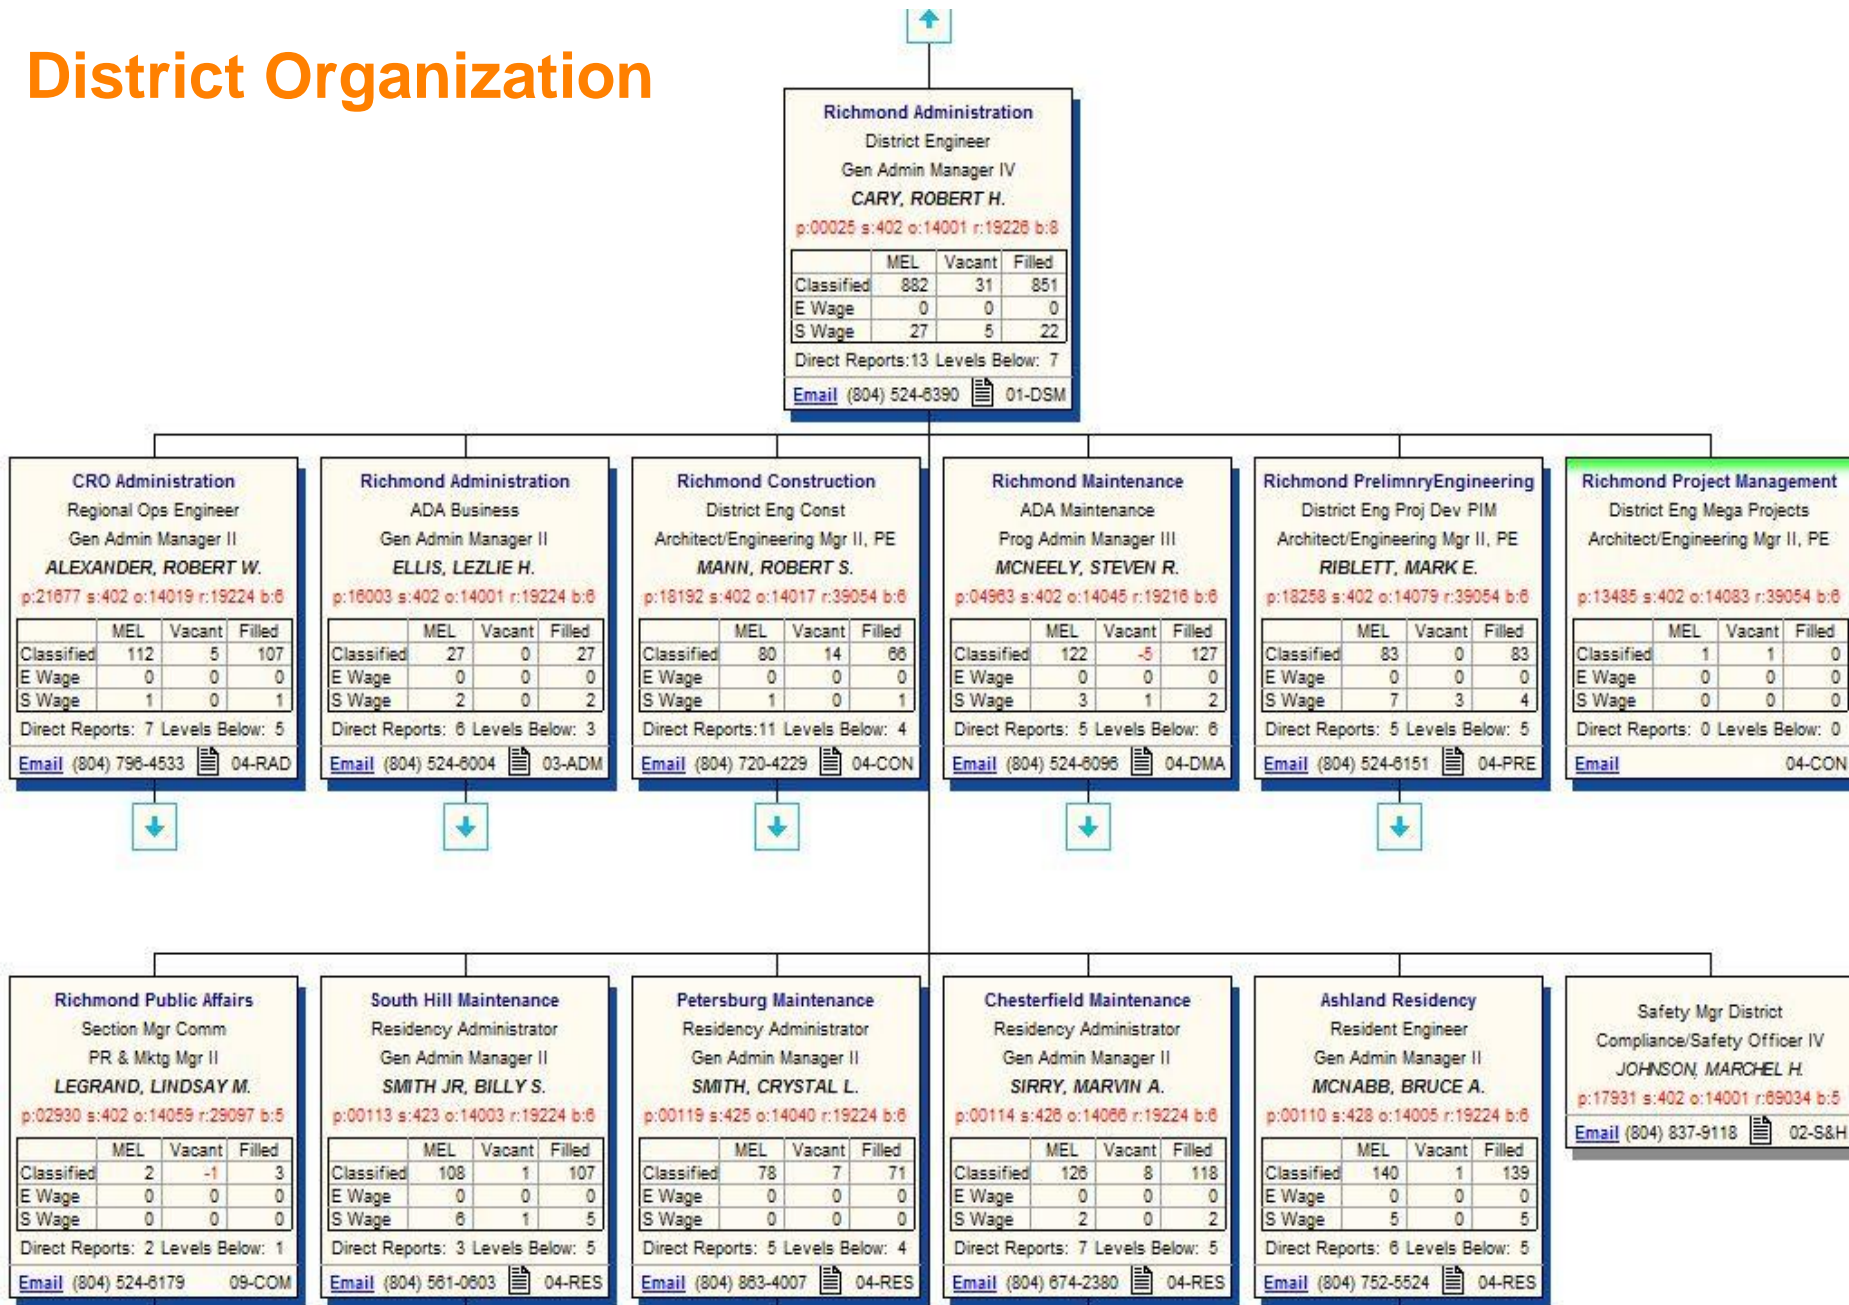 District Organization
Richmond Administration
District Engineer
Gen Admin Manager IV
CARY, ROBERT H.
p:00025 s:402 o:14001 r:19226 b:8
MEL Vacant Filled
Classified 882 31 851
E Wage 0 0 0
S Wage 27 5 22
Direct Reports:13 Levels Below: 7
Email (804) 524-6390 01-DSM
CRO Administration
Regional Ops Engineer
Gen Admin Manager II
ALEXANDER, ROBERT W.
p:21677 s:402 o:14019 r:19224 b:6
MEL Vacant Filled
Classified 112 5 107
E Wage 0 0 0
S Wage 1 0 1
Direct Reports: 7 Levels Below: 5
Email (804) 796-4533 04-RAD
Richmond Administration
ADA Business
Gen Admin Manager II
ELLIS, LEZLIE H.
p:16003 s:402 o:14001 r:19224 b:6
MEL Vacant Filled
Classified 27 0 27
E Wage 0 0 0
S Wage 2 0 2
Direct Reports: 6 Levels Below: 3
Email (804) 524-6004 03-ADM
Richmond Construction
District Eng Const
Architect/Engineering Mgr II, PE
MANN, ROBERT S.
p:18192 s:402 o:14017 r:39054 b:6
MEL Vacant Filled
Classified 80 14 66
E Wage 0 0 0
S Wage 1 0 1
Direct Reports:11 Levels Below: 4
Email (804) 720-4229 04-CON
Richmond Maintenance
ADA Maintenance
Prog Admin Manager III
MCNEELY, STEVEN R.
p:04963 s:402 o:14045 r:19216 b:6
MEL Vacant Filled
Classified 122 -5 127
E Wage 0 0 0
S Wage 3 1 2
Direct Reports: 5 Levels Below: 6
Email (804) 524-6096 04-DMA
Richmond PrelimnryEngineering
District Eng Proj Dev PIM
Architect/Engineering Mgr II, PE
RIBLETT, MARK E.
p:18258 s:402 o:14079 r:39054 b:6
MEL Vacant Filled
Classified 83 0 83
E Wage 0 0 0
S Wage 7 3 4
Direct Reports: 5 Levels Below: 5
Email (804) 524-6151 04-PRE
Richmond Project Management
District Eng Mega Projects
Architect/Engineering Mgr II, PE
p:13485 s:402 o:14083 r:39054 b:6
MEL Vacant Filled
Classified 1 1 0
E Wage 0 0 0
S Wage 0 0 0
Direct Reports: 0 Levels Below: 0
Email 04-CON
Richmond Public Affairs
Section Mgr Comm
PR & Mktg Mgr II
LEGRAND, LINDSAY M.
p:02930 s:402 o:14059 r:29097 b:5
MEL Vacant Filled
Classified 2 -1 3
E Wage 0 0 0
S Wage 0 0 0
Direct Reports: 2 Levels Below: 1
Email (804) 524-6179 09-COM
South Hill Maintenance
Residency Administrator
Gen Admin Manager II
SMITH JR, BILLY S.
p:00113 s:423 o:14003 r:19224 b:6
MEL Vacant Filled
Classified 108 1 107
E Wage 0 0 0
S Wage 6 1 5
Direct Reports: 3 Levels Below: 5
Email (804) 561-0603 04-RES
Petersburg Maintenance
Residency Administrator
Gen Admin Manager II
SMITH, CRYSTAL L.
p:00119 s:425 o:14040 r:19224 b:6
MEL Vacant Filled
Classified 78 7 71
E Wage 0 0 0
S Wage 0 0 0
Direct Reports: 5 Levels Below: 4
Email (804) 863-4007 04-RES
Chesterfield Maintenance
Residency Administrator
Gen Admin Manager II
SIRRY, MARVIN A.
p:00114 s:426 o:14066 r:19224 b:6
MEL Vacant Filled
Classified 126 8 118
E Wage 0 0 0
S Wage 2 0 2
Direct Reports: 7 Levels Below: 5
Email (804) 674-2380 04-RES
Ashland Residency
Resident Engineer
Gen Admin Manager II
MCNABB, BRUCE A.
p:00110 s:428 o:14005 r:19224 b:6
MEL Vacant Filled
Classified 140 1 139
E Wage 0 0 0
S Wage 5 0 5
Direct Reports: 6 Levels Below: 5
Email (804) 752-5524 04-RES
Safety Mgr District
Compliance/Safety Officer IV
JOHNSON, MARCHEL H.
p:17931 s:402 o:14001 r:69034 b:5
Email (804) 837-9118 02-S&H